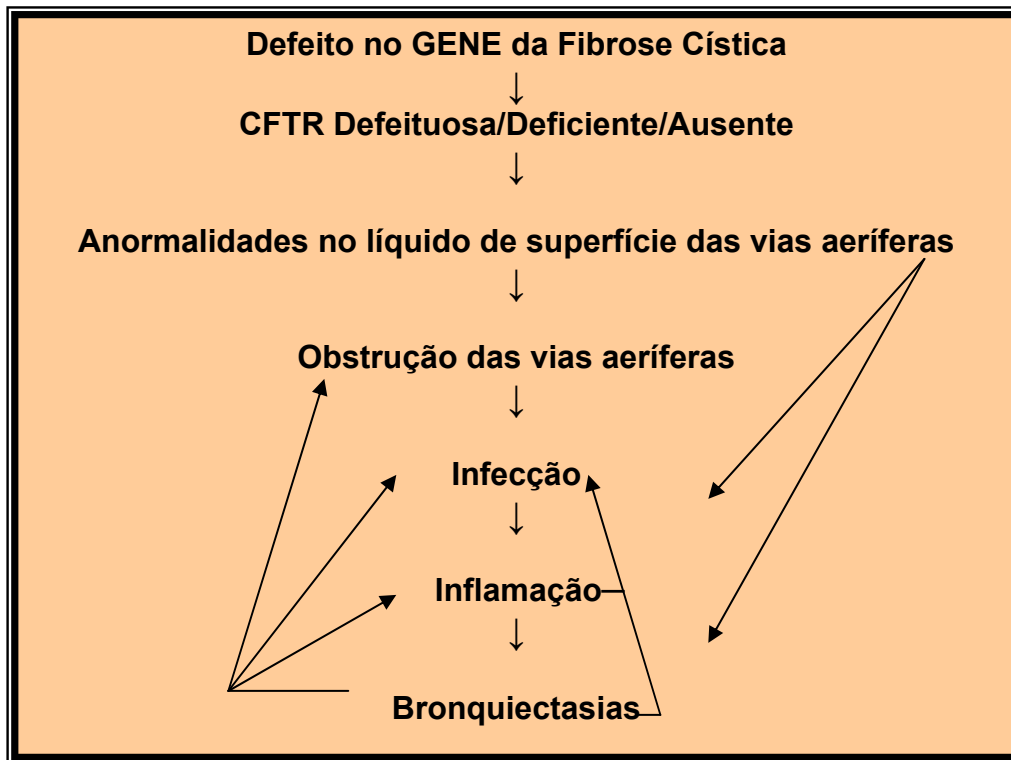 Defeito no GENE da Fibrose Cística
↓
CFTR Defeituosa/Deficiente/Ausente
↓
Anormalidades no líquido de superfície das vias aeríferas
↓
Obstrução das vias aeríferas
↓
Infecção
↓
Inflamação
↓
Bronquiectasias